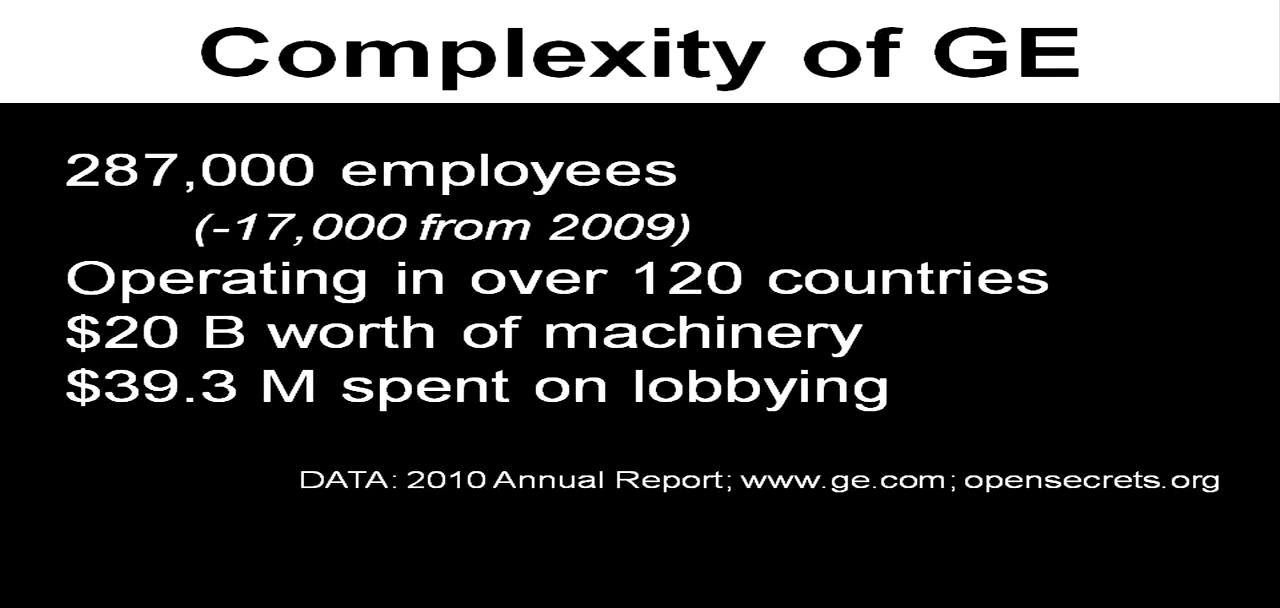 Complexity of GE
287,000 employees
(-17,000 from 2009)
Operating in over 120 countries
$20 B worth of machinery
$39.3 M spent on lobbying
DATA: 2010 Annual Report; www.ge.com; opensecrets.org